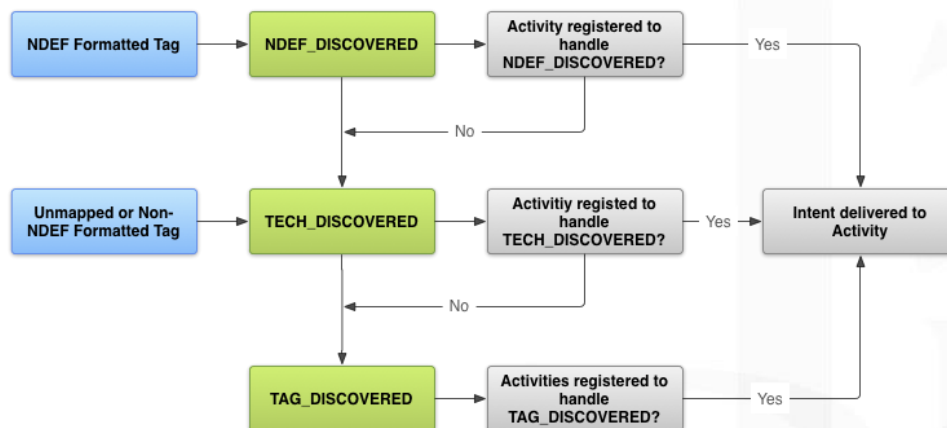 NDEF Formatted Tag
NDEF_DISCOVERED
Activity registered to
handle
NDEF_DISCOVERED?
Yes
No
Unmapped or Non-
NDEF Formatted Tag
TECH_DISCOVERED
Activitiy registed to
handle
TECH_DISCOVERED?
Yes
Intent delivered to
Activity
No
TAG_DISCOVERED
Activities registered to
handle
TAG_DISCOVERED?
Yes